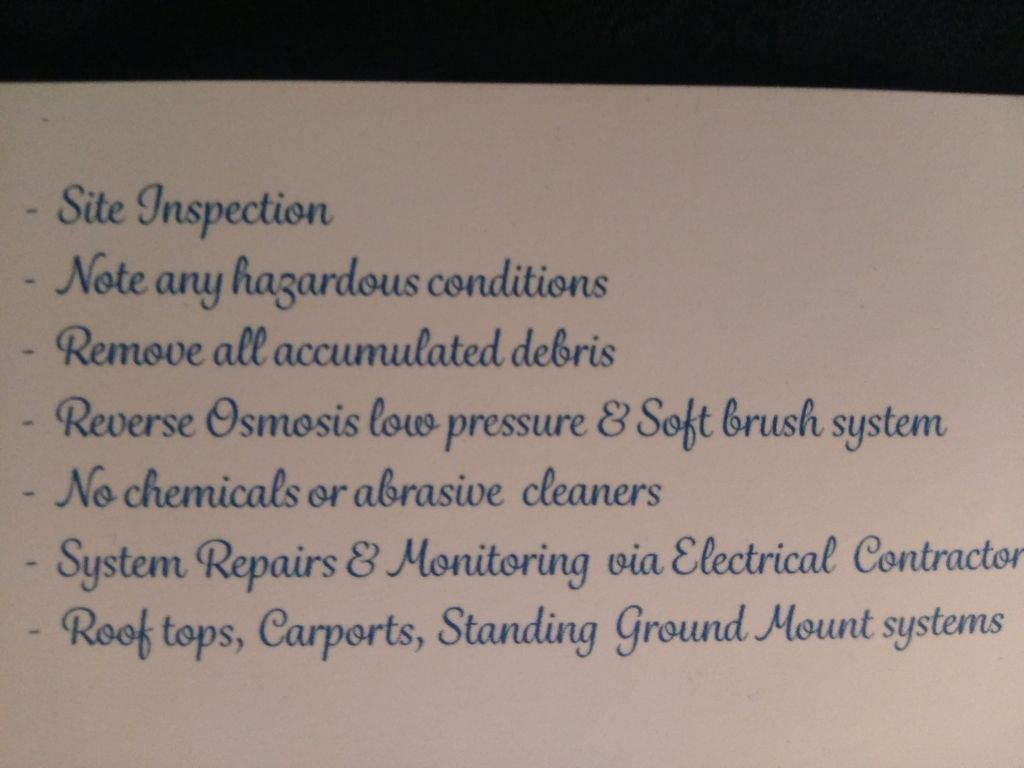 - Site Inspection
- Note any hazardous conditions
- Remove all accumulated debris
- Reverse Osmosis low pressure & Soft brush system
- No chemicals or abrasive cleaners
- System Repairs & Monitoring via Electrical Contractor
- Roof tops, Carports, Standing Ground Mount systems